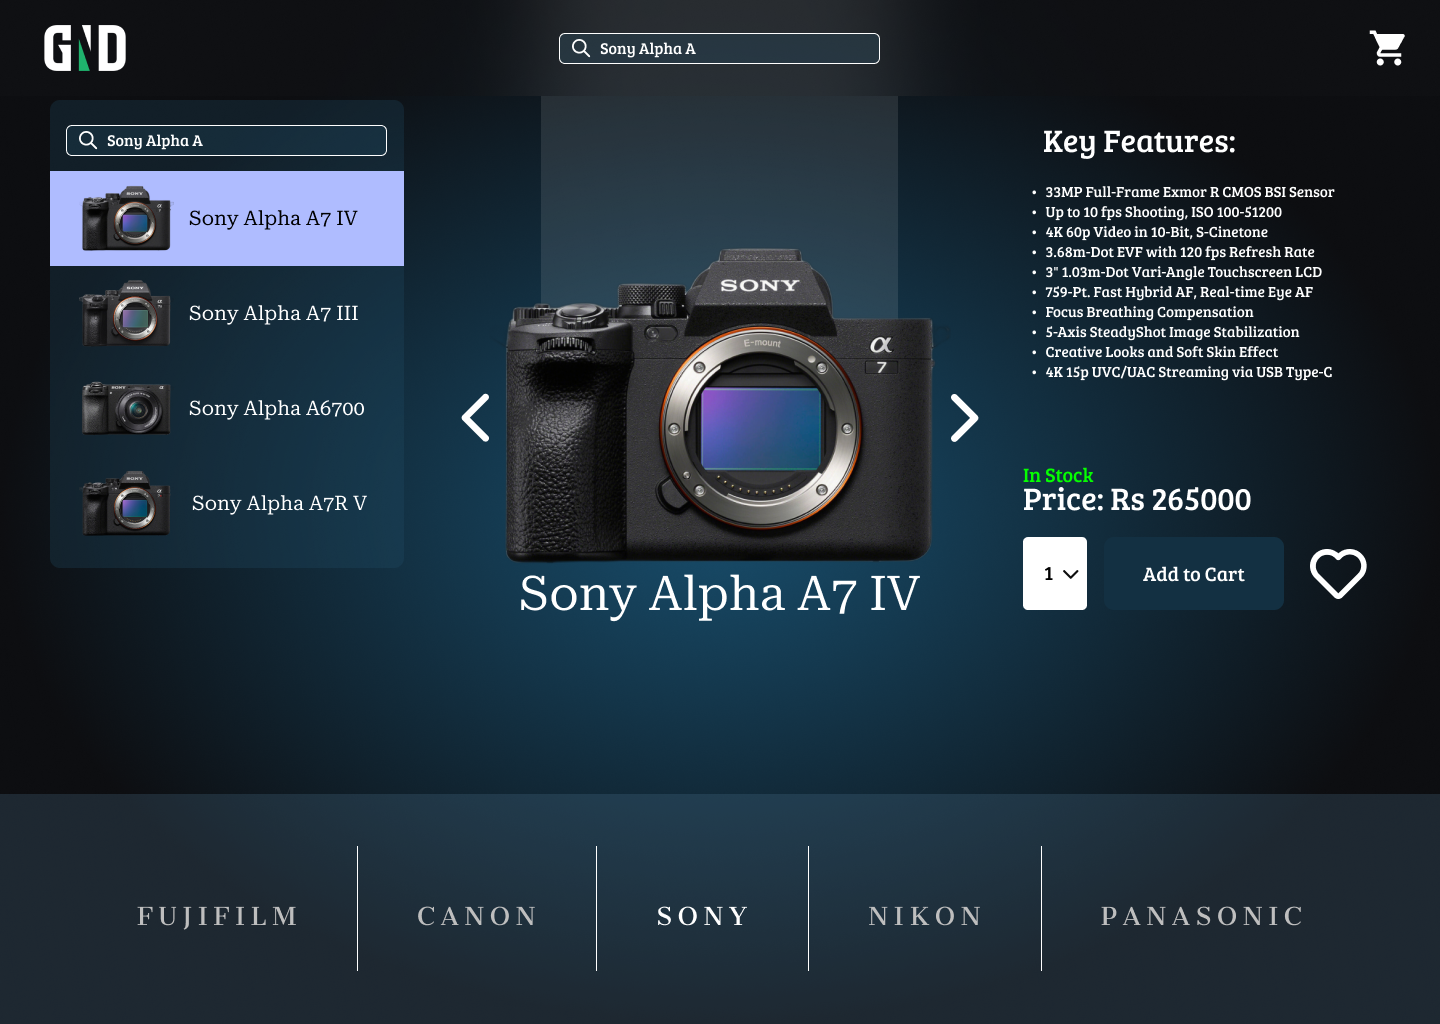 GND
Sony Alpha A
Sony Alpha A
Sony Alpha A7 IV
Sony Alpha A7 III
Sony Alpha A6700
Sony Alpha A7R V
SONY
E-mount
α
7
Sony Alpha A7 IV
Key Features:
• 33MP Full-Frame Exmor R CMOS BSI Sensor
• Up to 10 fps Shooting, ISO 100-51200
• 4K 60p Video in 10-Bit, S-Cinetone
• 3.68m-Dot EVF with 120 fps Refresh Rate
• 3" 1.03m-Dot Vari-Angle Touchscreen LCD
• 759-Pt. Fast Hybrid AF, Real-time Eye AF
• Focus Breathing Compensation
• 5-Axis SteadyShot Image Stabilization
• Creative Looks and Soft Skin Effect
• 4K 15p UVC/UAC Streaming via USB Type-C
In Stock
Price: Rs 265000
1
Add to Cart
FUJIFILM
CANON
SONY
NIKON
PANASONIC